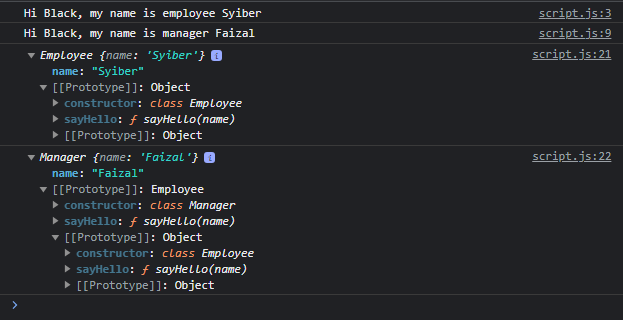 Hi Black, my name is employee Syiber script.js:3
Hi Black, my name is manager Faizal script.js:9
▼ Employee {name: 'Syiber'} i script.js:21
name: "Syiber"
▼ [[Prototype]]: Object
▶ constructor: class Employee
▶ sayHello: ƒ sayHello(name)
▶ [[Prototype]]: Object
▼ Manager {name: 'Faizal'} i script.js:22
name: "Faizal"
▼ [[Prototype]]: Employee
▶ constructor: class Manager
▶ sayHello: ƒ sayHello(name)
▼ [[Prototype]]: Object
▶ constructor: class Employee
▶ sayHello: ƒ sayHello(name)
▶ [[Prototype]]: Object
>